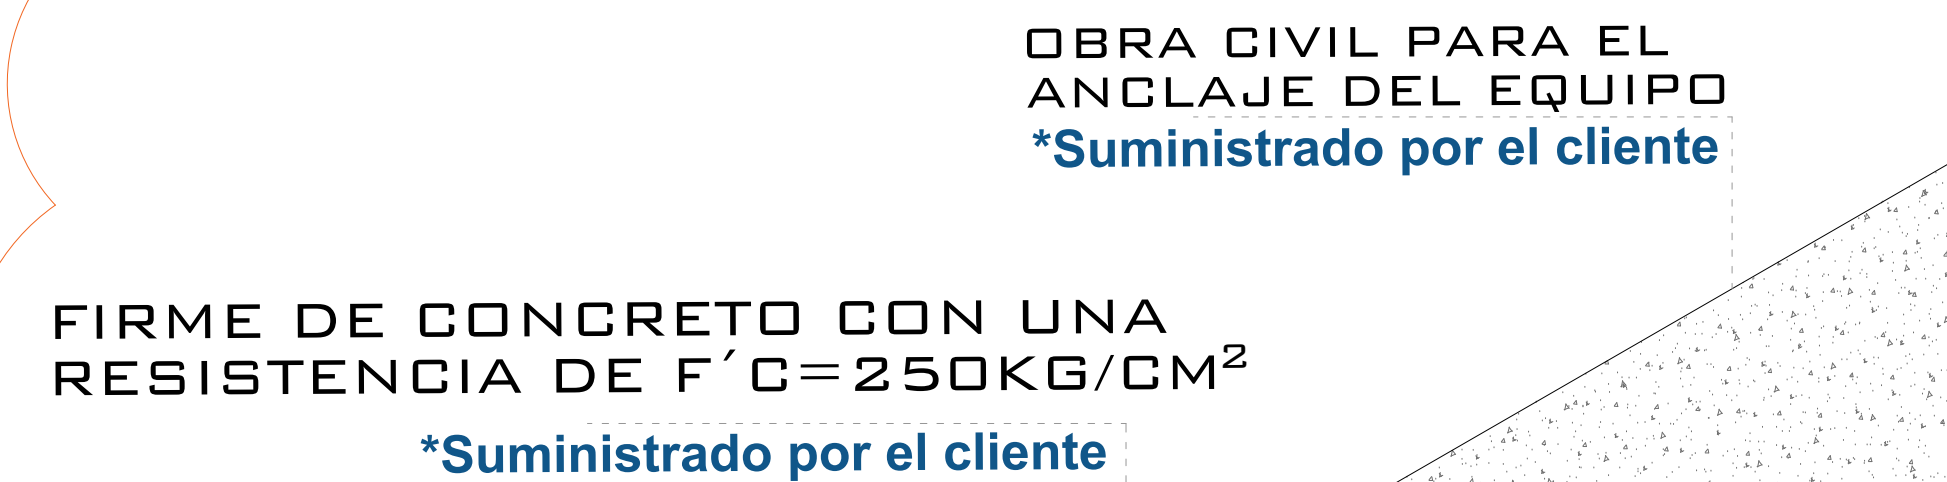 OBRA CIVIL PARA EL
ANCLAJE DEL EQUIPO
*Suministrado por el cliente
FIRME DE CONCRETO CON UNA
RESISTENCIA DE F´C=250KG/CM²
*Suministrado por el cliente